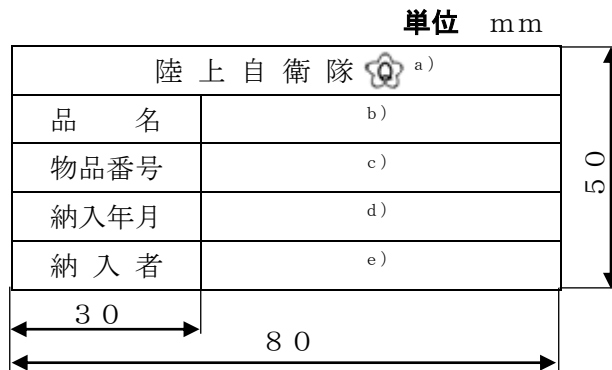 単位　ｍｍ
陸 上 自 衛 隊 Q a）
品　　名　b）
物品番号　c）
納入年月　d）
納 入 者　e）
５０
３０
８０